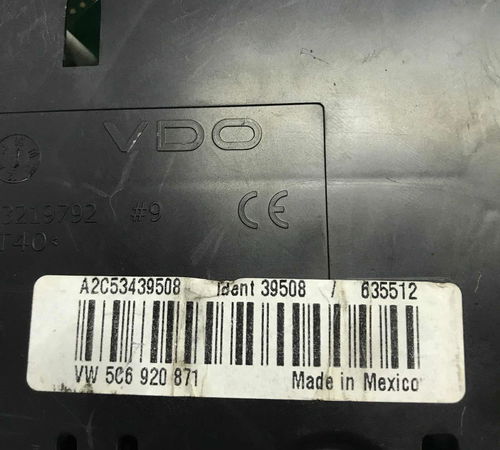 VDO
3219792 #9 CE
T40<
A2C53439508 Ident 39508 / 635512
VW 5C6 920 871 Made in Mexico